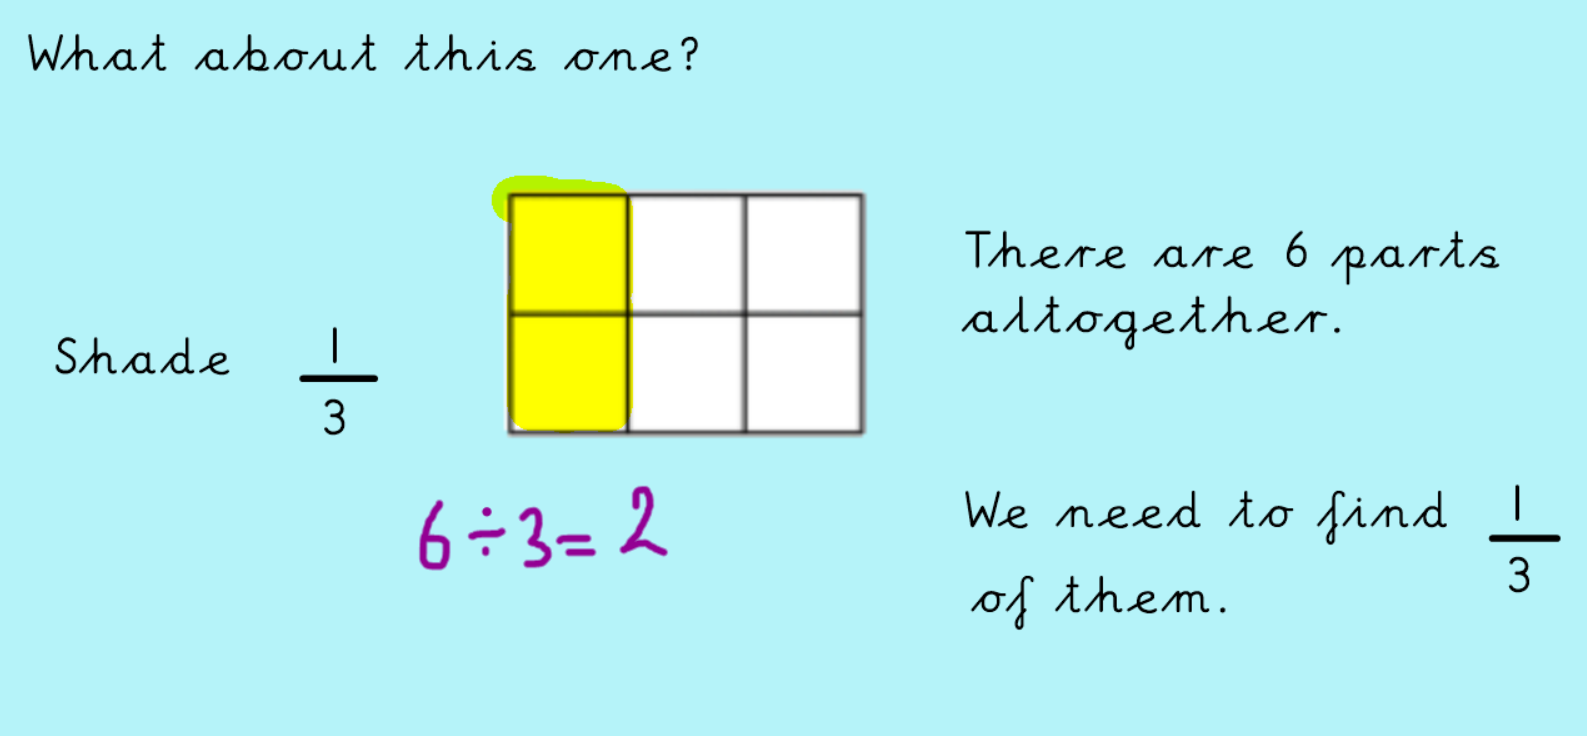 What about this one?
Shade 1/3
6÷3=2
There are 6 parts
altogether.
We need to find 1/3
of them.